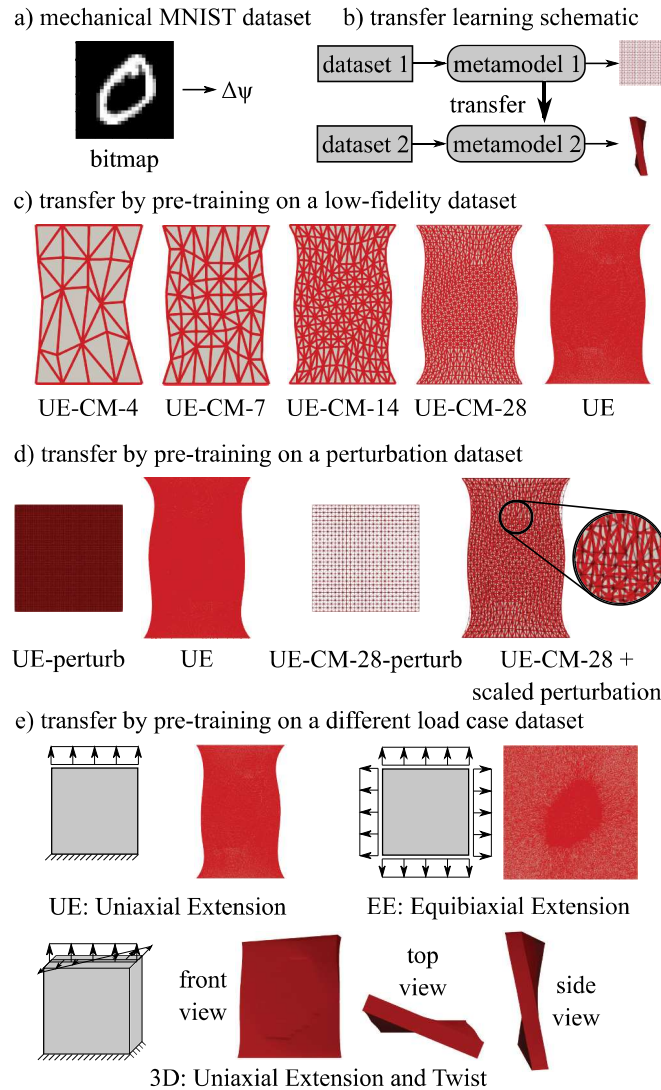 a) mechanical MNIST dataset
Δψ
bitmap
b) transfer learning schematic
dataset 1
metamodel 1
transfer
dataset 2
metamodel 2
c) transfer by pre-training on a low-fidelity dataset
UE-CM-4
UE-CM-7
UE-CM-14
UE-CM-28
UE
d) transfer by pre-training on a perturbation dataset
UE-perturb
UE
UE-CM-28-perturb
UE-CM-28 +
scaled perturbation
e) transfer by pre-training on a different load case dataset
UE: Uniaxial Extension
EE: Equibiaxial Extension
front
view
top
view
side
view
3D: Uniaxial Extension and Twist